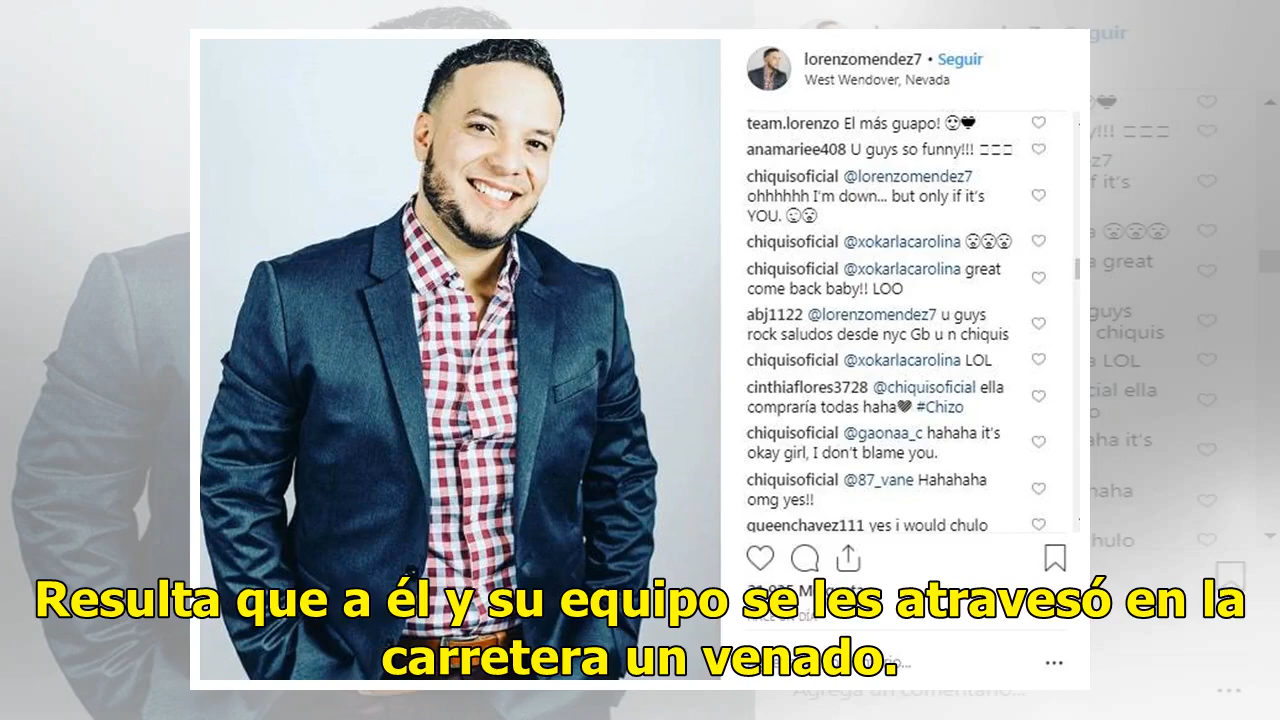 lorenzomendez7 • Seguir
West Wendover, Nevada
team.lorenzo El más guapo!
anamariee408 U guys so funny!!!
chiquisoficial @lorenzomendez7
ohhhhhh I'm down... but only if it's
YOU.
chiquisoficial @xokarlacarolina
chiquisoficial @xokarlacarolina great
come back baby!! LOO
abj1122 @lorenzomendez7 u guys
rock saludos desde nyc Gb u n chiquis
chiquisoficial @xokarlacarolina LOL
cinthiaflores3728 @chiquisoficial ella
compraría todas haha🖤 #Chizo
chiquisoficial @gaonaa_c hahaha it's
okay girl, I don't blame you.
chiquisoficial @87_vane Hahahaha
omg yes!!
queenchavez111 yes i would chulo
Resulta que a él y su equipo se les atravesó en la
carretera un venado.